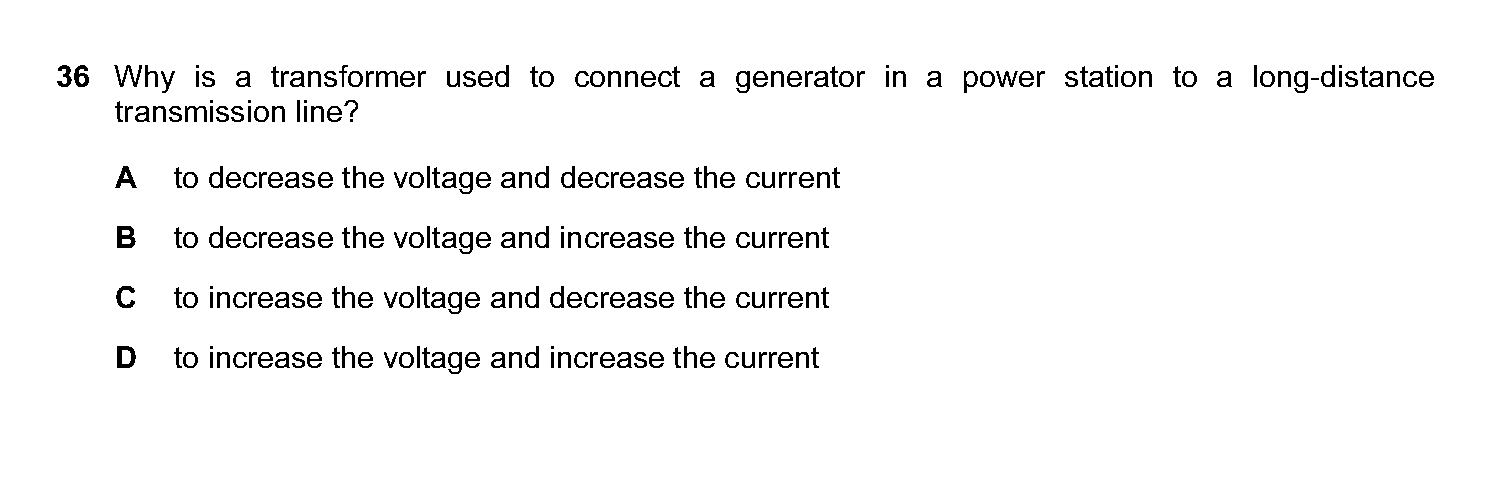 36 Why is a transformer used to connect a generator in a power station to a long-distance
transmission line?
A to decrease the voltage and decrease the current
B to decrease the voltage and increase the current
C to increase the voltage and decrease the current
D to increase the voltage and increase the current